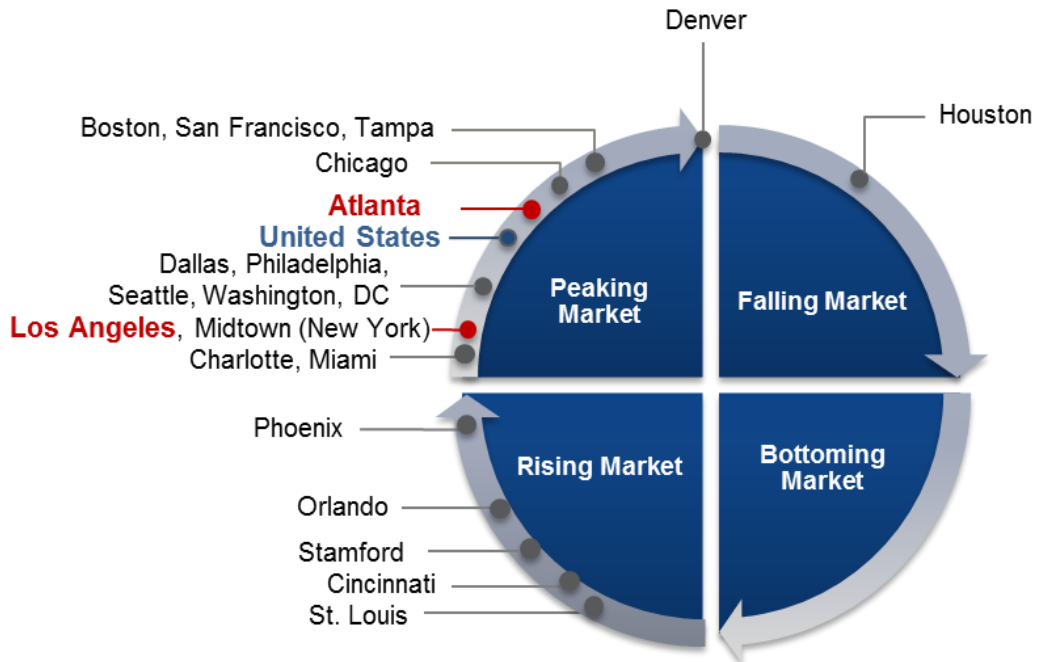 Denver
Houston
Boston, San Francisco, Tampa
Chicago
Atlanta
United States
Dallas, Philadelphia,
Seattle, Washington, DC
Los Angeles, Midtown (New York)
Charlotte, Miami
Peaking
Market
Falling Market
Phoenix
Orlando
Stamford
Cincinnati
St. Louis
Rising Market
Bottoming
Market